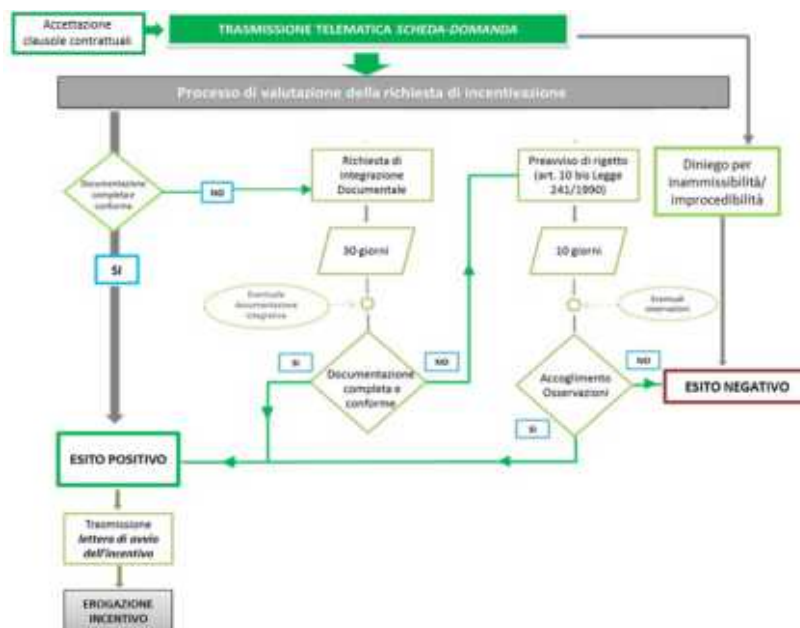 Accettazione
clausole contrattuali
TRASMISSIONE TELEMATICA SCHEDA-DOMANDA
Processo di valutazione della richiesta di incentivazione
Documentazione
completa e
conforme
NO
Richiesta di
integrazione
Documentale
Preavviso di rigetto
(art. 10 bis Legge
241/1990)
Diniego per
inammissibilità/
improcedibilità
SI
30 giorni
10 giorni
Eventuale
documentazione
integrativa
Eventuali
osservazioni
SI
Documentazione
completa e
conforme
NO
Accoglimento
Osservazioni
NO
SI
ESITO NEGATIVO
ESITO POSITIVO
Trasmissione
lettera di avvio
dell'incentivo
EROGAZIONE
INCENTIVO